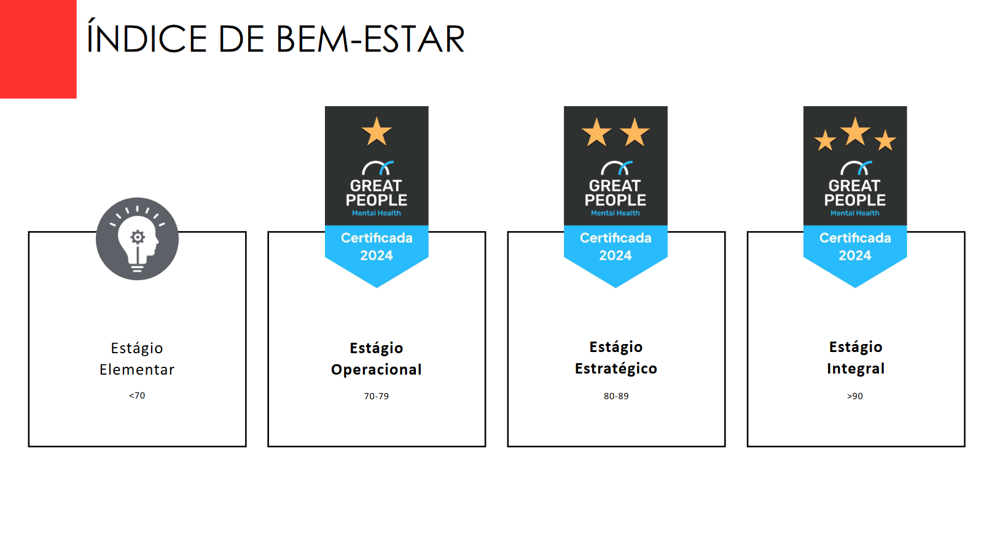 ÍNDICE DE BEM-ESTAR
GREAT
PEOPLE
Mental Health
Certificada
2024
GREAT
PEOPLE
Mental Health
Certificada
2024
GREAT
PEOPLE
Mental Health
Certificada
2024
Estágio
Elementar
<70
Estágio
Operacional
70-79
Estágio
Estratégico
80-89
Estágio
Integral
>90